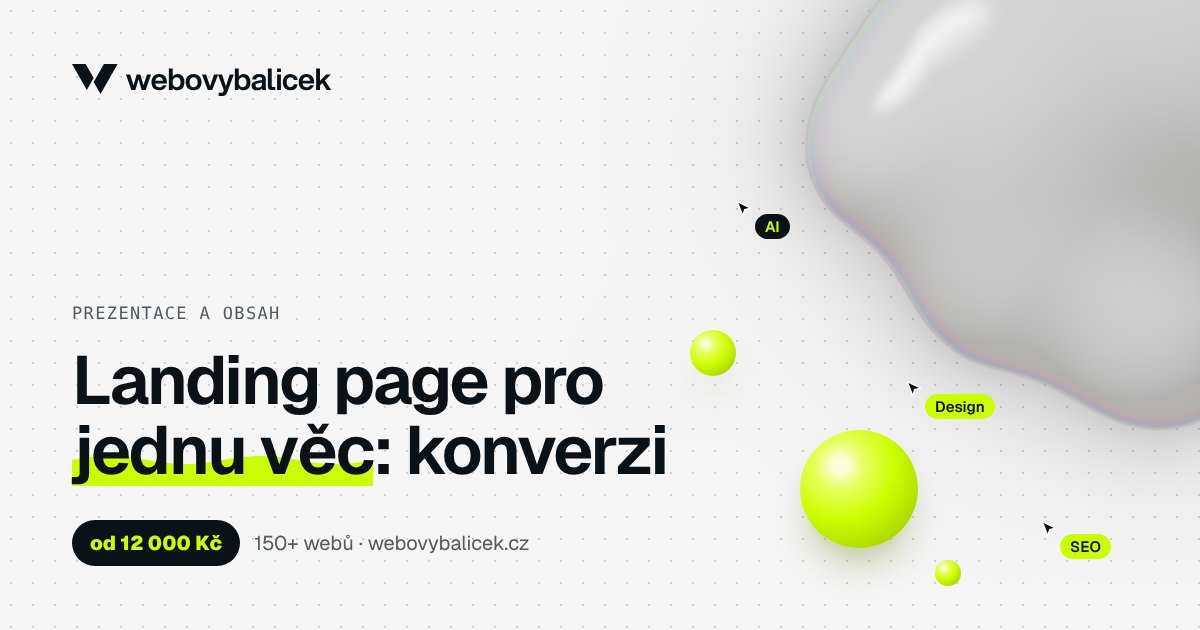 webovybalicek
AI
PREZENTACE A OBSAH
Landing page pro
jednu věc: konverzi
Design
od 12 000 Kč 150+ webů · webovybalicek.cz
SEO